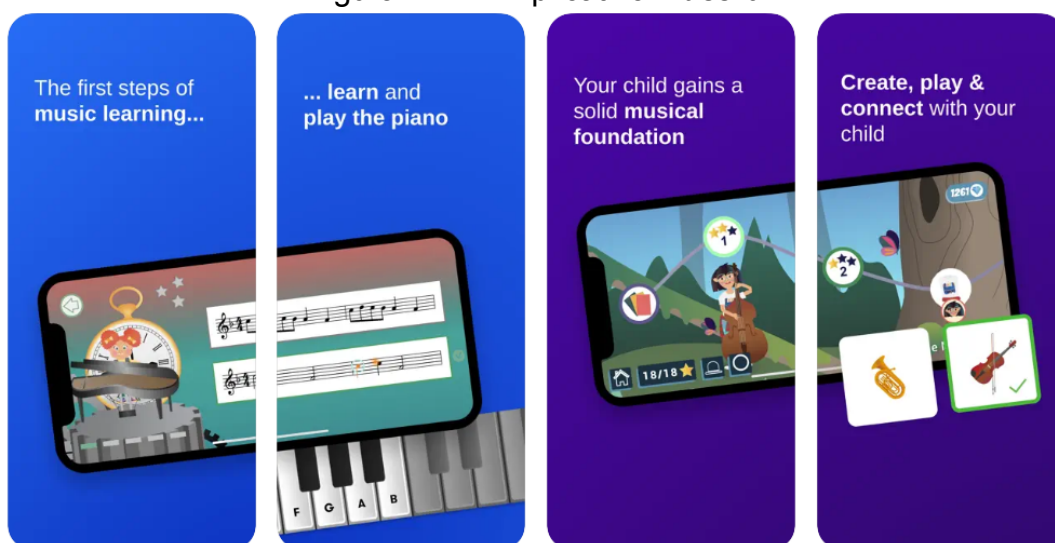 The first steps of
music learning...
... learn and
play the piano
Your child gains a
solid musical
foundation
Create, play &
connect with your
child
1261
1
2
18/18
F G A B